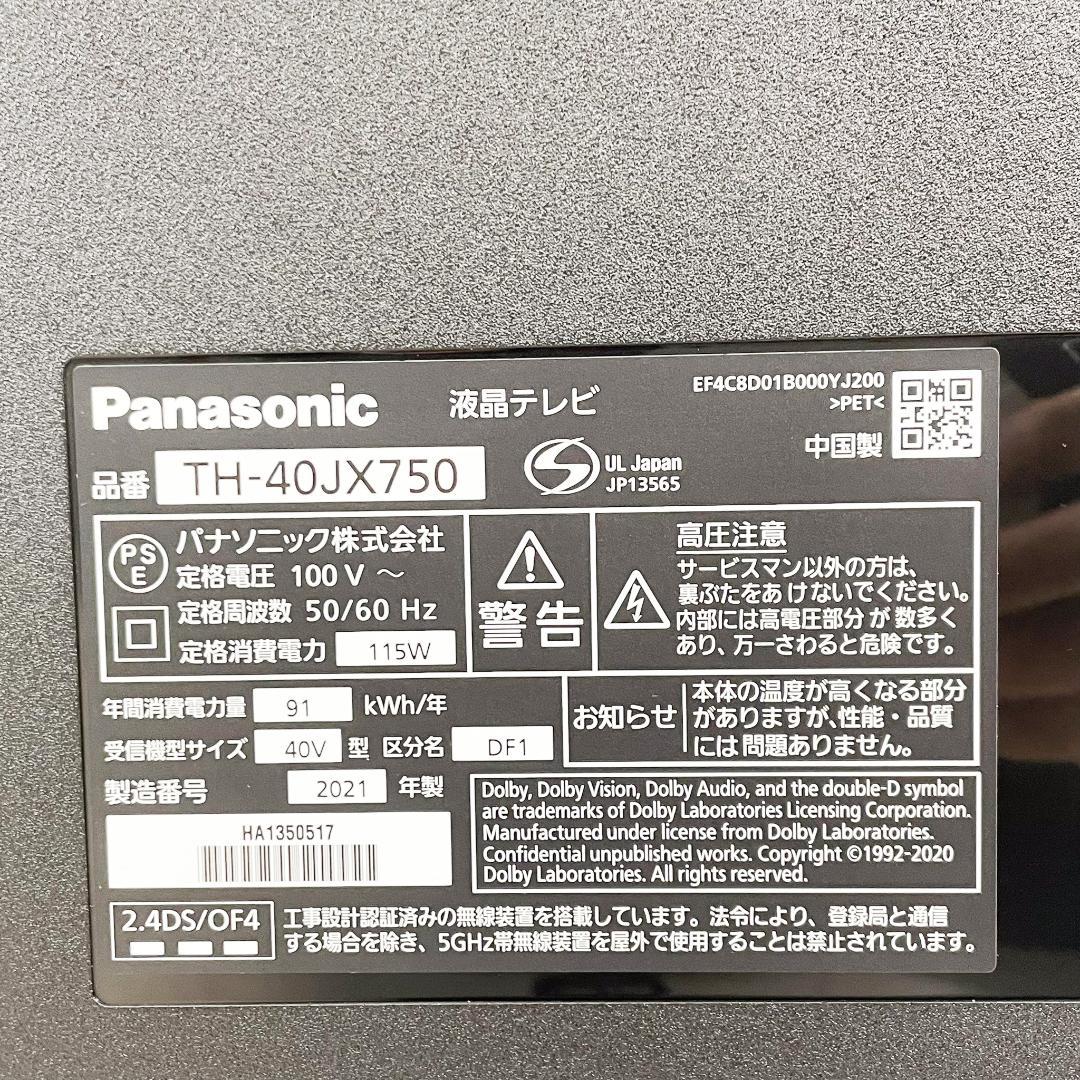 Panasonic 液晶テレビ
EF4C8D01B000YJ200
>PET<
中国製
品番 TH-40JX750
S
UL Japan
JP13565
PS
E
パナソニック株式会社
定格電圧 100 V ～
定格周波数 50/60 Hz
定格消費電力 115W
警告
高圧注意
サービスマン以外の方は、
裏ぶたをあけないでください。
内部には高電圧部分が数多く
あり、万一さわると危険です。
年間消費電力量 91 kWh/年
受信機型サイズ 40V 型 区分名 DF1
製造番号 2021 年製
HA1350517
お知らせ
本体の温度が高くなる部分
がありますが、性能・品質
には問題ありません。
Dolby, Dolby Vision, Dolby Audio, and the double-D symbol
are trademarks of Dolby Laboratories Licensing Corporation.
Manufactured under license from Dolby Laboratories.
Confidential unpublished works. Copyright ©1992-2020
Dolby Laboratories. All rights reserved.
2.4DS/OF4
工事設計認証済みの無線装置を搭載しています。法令により、登録局と通信
する場合を除き、5GHz帯無線装置を屋外で使用することは禁止されています。